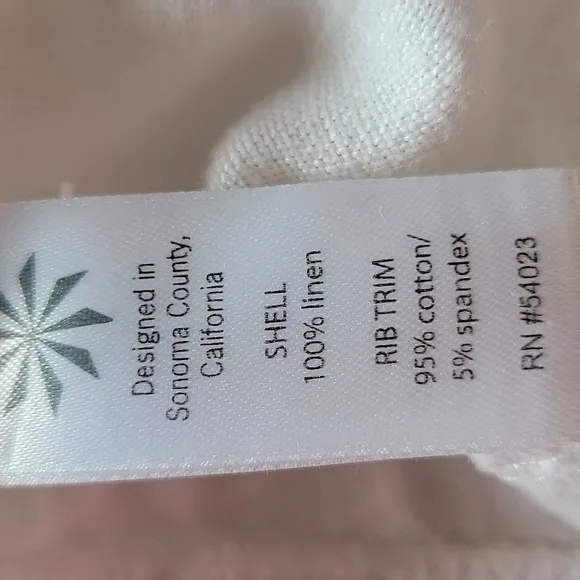 Designed in
Sonoma County,
California
SHELL
100% linen
RIB TRIM
95% cotton/
5% spandex
RN #54023